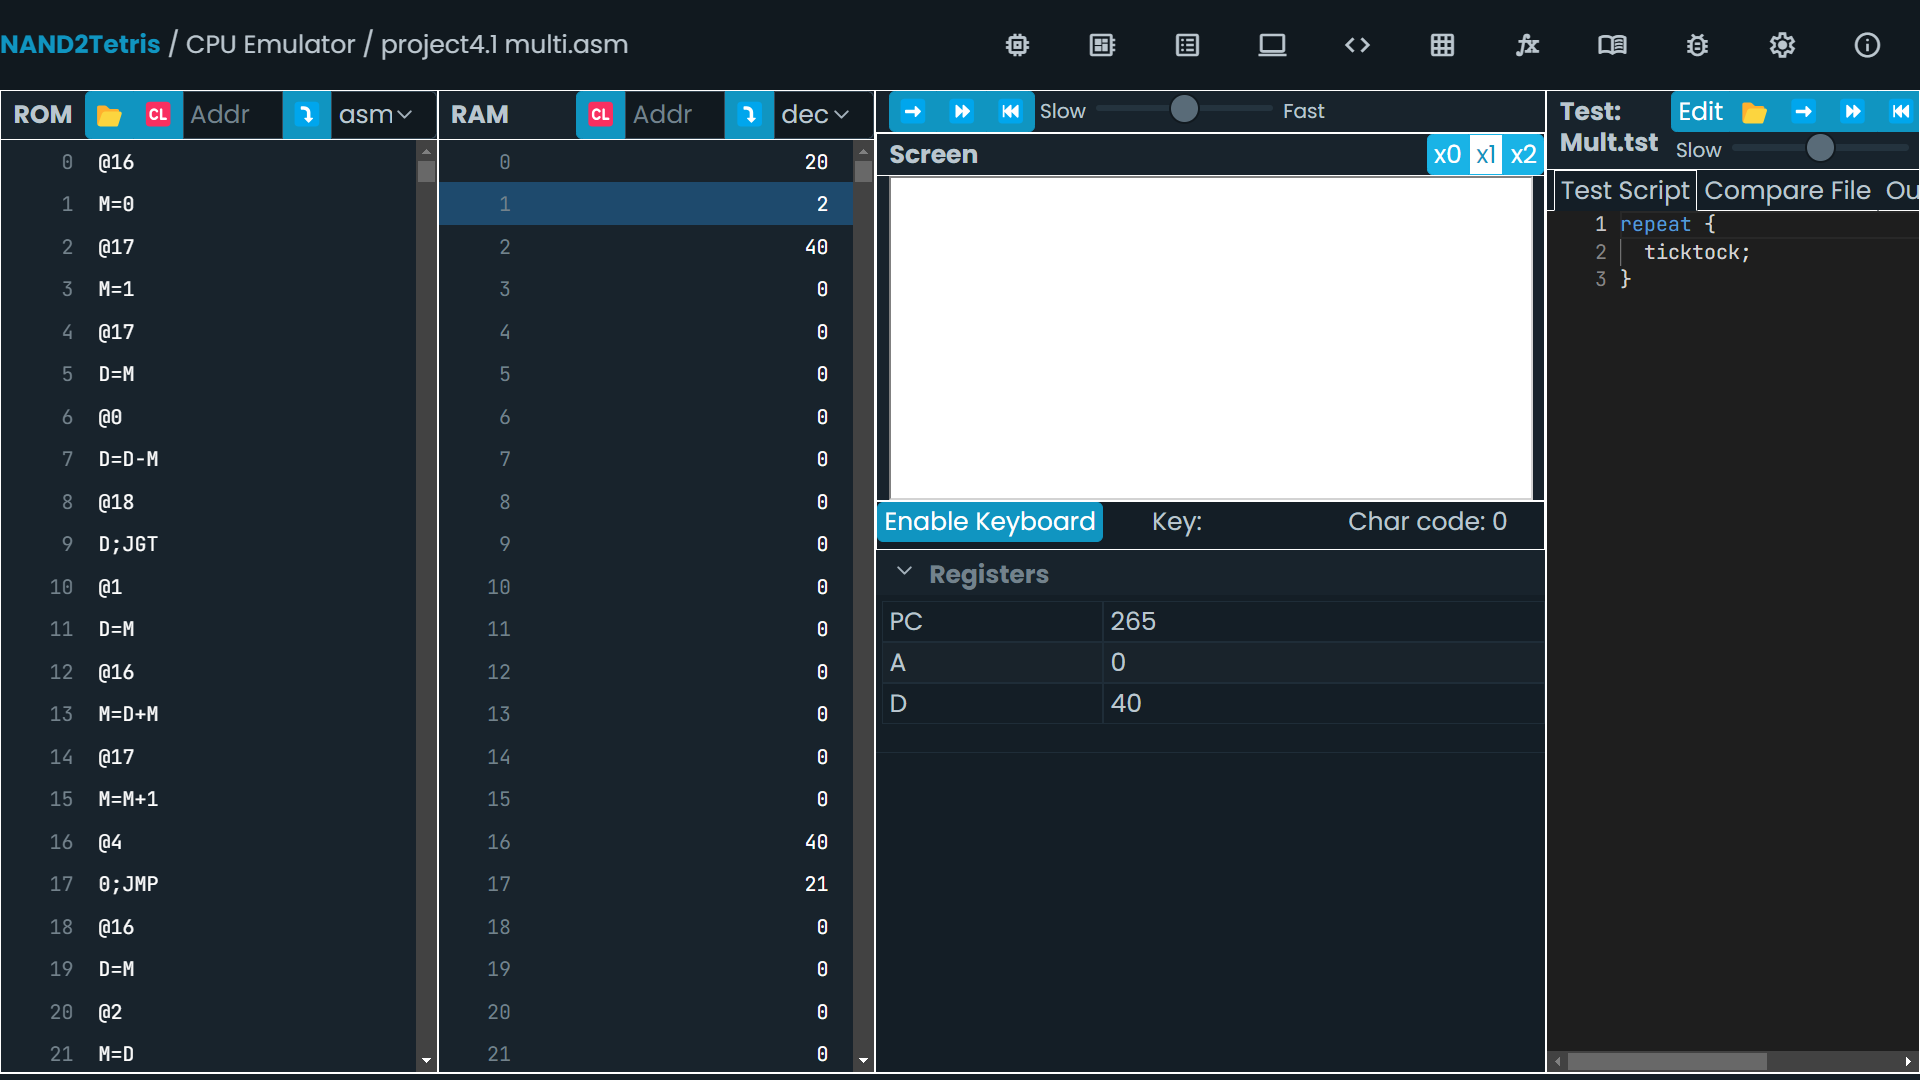 NAND2Tetris / CPU Emulator / project4.1 multi.asm
ROM CL Addr asm
0 @16
1 M=0
2 @17
3 M=1
4 @17
5 D=M
6 @0
7 D=D-M
8 @18
9 D;JGT
10 @1
11 D=M
12 @16
13 M=D+M
14 @17
15 M=M+1
16 @4
17 0;JMP
18 @16
19 D=M
20 @2
21 M=D
RAM CL Addr dec
0 20
1 2
2 40
3 0
4 0
5 0
6 0
7 0
8 0
9 0
10 0
11 0
12 0
13 0
14 0
15 0
16 40
17 21
18 0
19 0
20 0
21 0
Slow Fast
Screen x0 x1 x2
Enable Keyboard Key: Char code: 0
Registers
PC 265
A 0
D 40
Test: Edit
Mult.tst Slow
Test Script Compare File Ou
1 repeat {
2 ticktock;
3 }